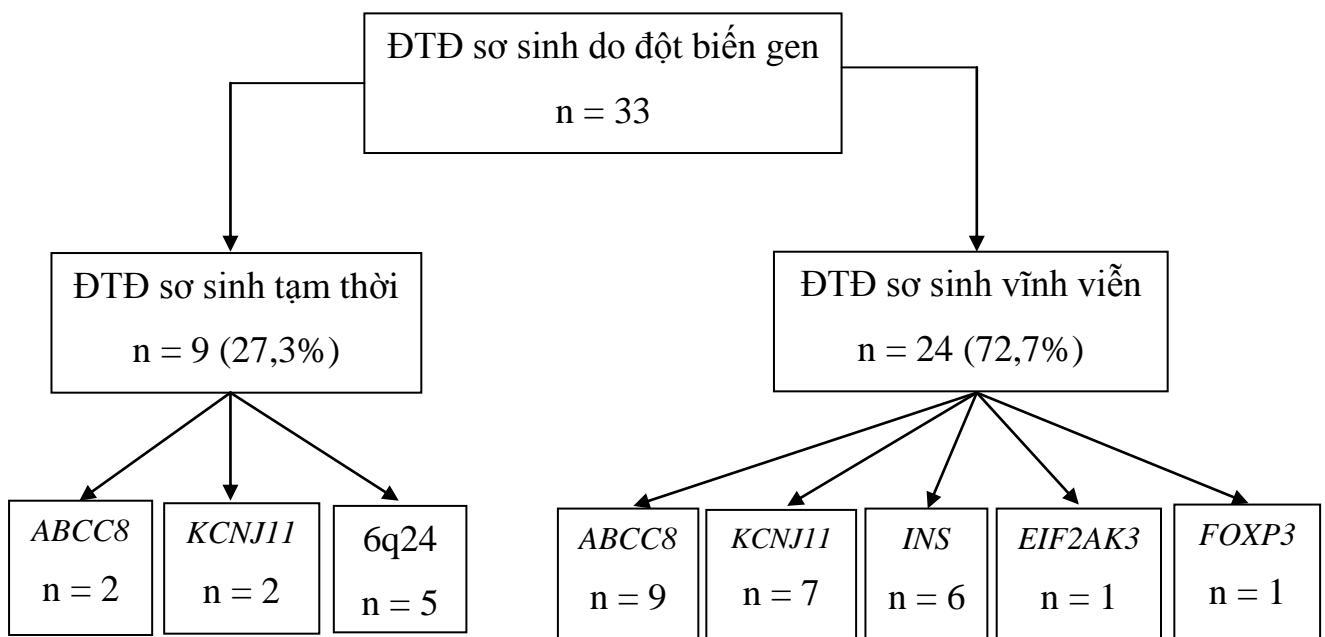 ĐTĐ sơ sinh do đột biến gen
n = 33
ĐTĐ sơ sinh tạm thời
n = 9 (27,3%)
ĐTĐ sơ sinh vĩnh viễn
n = 24 (72,7%)
ABCC8
n = 2
KCNJ11
n = 2
6q24
n = 5
ABCC8
n = 9
KCNJ11
n = 7
INS
n = 6
EIF2AK3
n = 1
FOXP3
n = 1